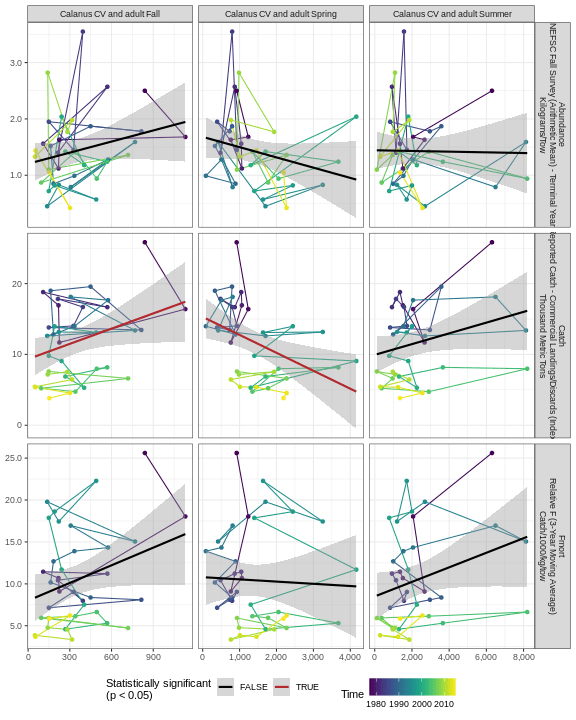 Calanus CV and adult Fall
Calanus CV and adult Spring
Calanus CV and adult Summer
3.0
2.0
1.0
Abundance
NEFSC Fall Survey (Arithmetic Mean) - Terminal Year
Kilograms/tow
20
10
0
Catch
eported Catch - Commercial Landings/Discards (Index
Thousand Metric Tons
25.0
20.0
15.0
10.0
5.0
Fmort
Relative F (3-Year Moving Average)
Catch/1000/kg/tow
0 300 600 900
0 1,000 2,000 3,000 4,000
0 2,000 4,000 6,000 8,000
Statistically significant
(p < 0.05)
FALSE
TRUE
Time
1980 1990 2000 2010